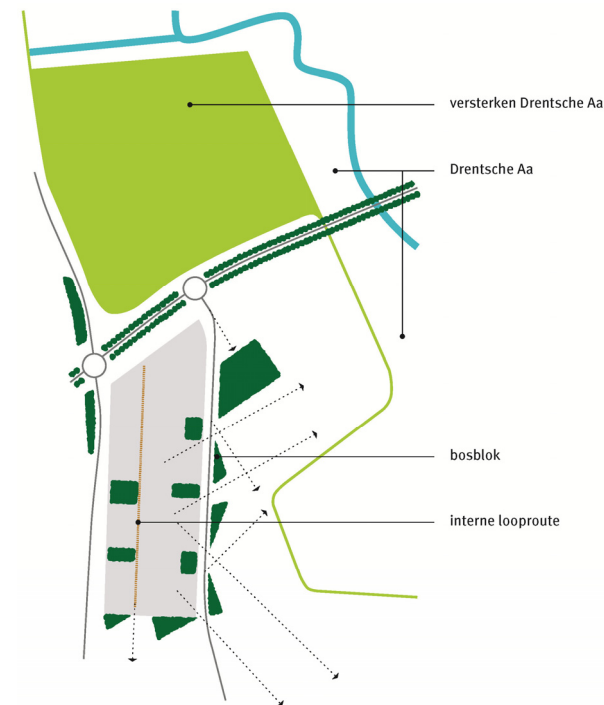 versterken Drentsche Aa
Drentsche Aa
bosblok
interne looproute